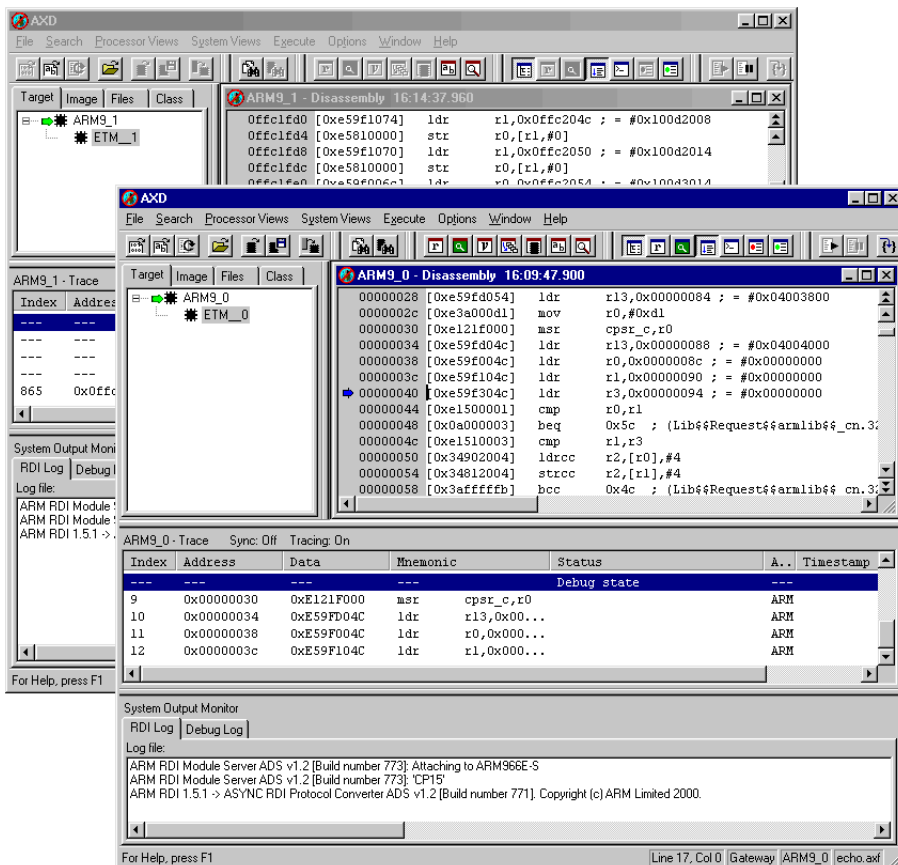 AXD
File Search Processor Views System Views Execute Options Window Help
Target Image Files Class
ARM9_1
ETM__1
ARM9_1 - Disassembly 16:14:37.960
0ffc1fd0 [0xe59f1074] ldr r1,0x0ffc204c ; = #0x100d2008
0ffc1fd4 [0xe5810000] str r0,[r1,#0]
0ffc1fd8 [0xe59f1070] ldr r1,0x0ffc2050 ; = #0x100d2014
0ffc1fdc [0xe5810000] str r0,[r1,#0]
0ffc1fe0 [0xe59f006c] ldr r0,0x0ffc2054 ; = #0x100d3014
ARM9_1 - Trace
Index Addres
--- ---
--- ---
--- ---
--- ---
865 0x0ffc
System Output Moni
RDI Log Debug
Log file:
ARM RDI Module
ARM RDI Module
ARM RDI 1.5.1 ->
For Help, press F1
AXD
File Search Processor Views System Views Execute Options Window Help
Target Image Files Class
ARM9_0
ETM__0
ARM9_0 - Disassembly 16:09:47.900
00000028 [0xe59fd054] ldr r13,0x00000084 ; = #0x04003800
0000002c [0xe3a000d1] mov r0,#0xd1
00000030 [0xe121f000] msr cpsr_c,r0
00000034 [0xe59fd04c] ldr r13,0x00000088 ; = #0x04004000
00000038 [0xe59f004c] ldr r0,0x0000008c ; = #0x00000000
0000003c [0xe59f104c] ldr r1,0x00000090 ; = #0x00000000
00000040 [0xe59f304c] ldr r3,0x00000094 ; = #0x00000000
00000044 [0xe1500001] cmp r0,r1
00000048 [0x0a000003] beq 0x5c ; (Lib$$Request$$armlib$$_cn.32
0000004c [0xe1510003] cmp r1,r3
00000050 [0x34902004] ldrcc r2,[r0],#4
00000054 [0x34812004] strcc r2,[r1],#4
00000058 [0x3afffffb] bcc 0x4c ; (Lib$$Request$$armlib$$ cn.32
ARM9_0 - Trace Sync: Off Tracing: On
Index Address Data Mnemonic Status A.. Timestamp
--- --- --- --- Debug state ---
9 0x00000030 0xE121F000 msr cpsr_c,r0 ARM
10 0x00000034 0xE59FD04C ldr r13,0x00... ARM
11 0x00000038 0xE59F004C ldr r0,0x000... ARM
12 0x0000003c 0xE59F104C ldr r1,0x000... ARM
System Output Monitor
RDI Log Debug Log
Log file:
ARM RDI Module Server ADS v1.2 [Build number 773]: Attaching to ARM966E-S
ARM RDI Module Server ADS v1.2 [Build number 773]: 'CP15'
ARM RDI 1.5.1 -> ASYNC RDI Protocol Converter ADS v1.2 [Build number 771]. Copyright (c) ARM Limited 2000.
For Help, press F1
Line 17, Col 0 Gateway ARM9_0 echo.axf